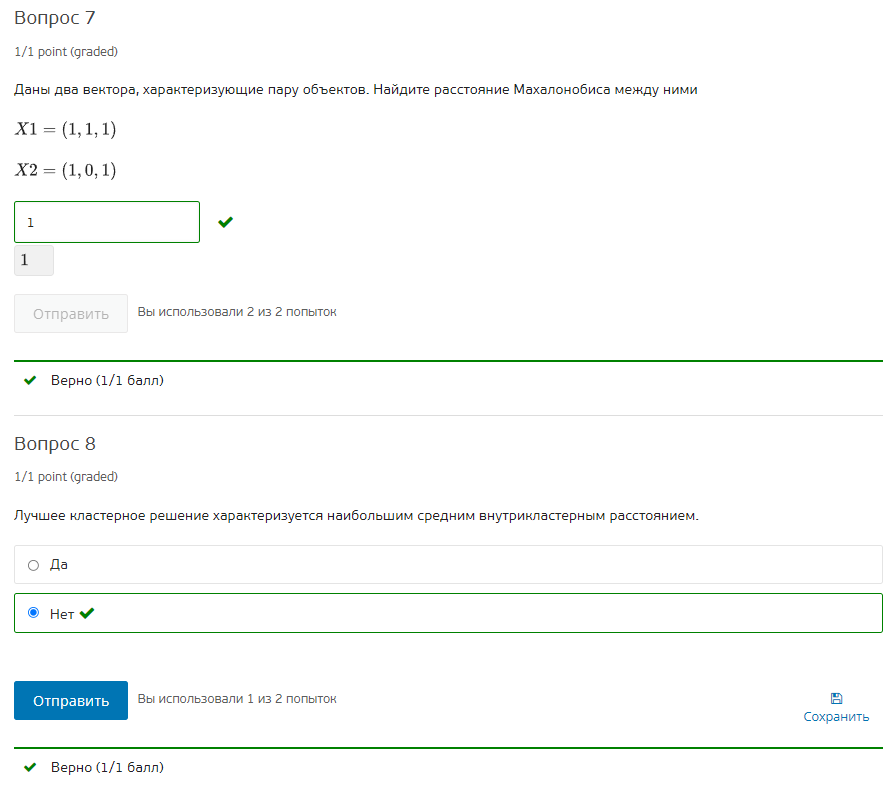 Вопрос 7
1/1 point (graded)
Даны два вектора, характеризующие пару объектов. Найдите расстояние Махалонобиса между ними
X1 = (1, 1, 1)
X2 = (1, 0, 1)
1
1
Отправить Вы использовали 2 из 2 попыток
Верно (1/1 балл)
Вопрос 8
1/1 point (graded)
Лучшее кластерное решение характеризуется наибольшим средним внутрикластерным расстоянием.
Да
Нет
Отправить Вы использовали 1 из 2 попыток
Сохранить
Верно (1/1 балл)